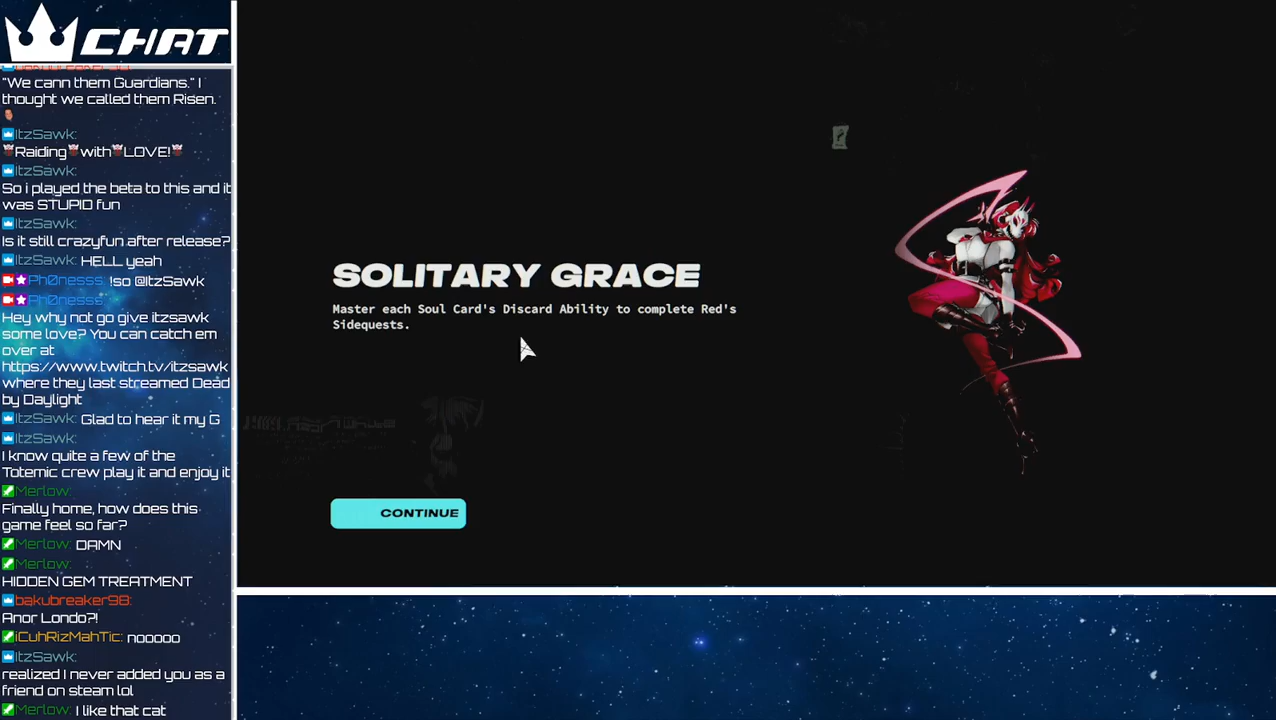 CHAT
"We cann them Guardians." I
thought we called them Risen.
ItzSawk:
Raiding with LOVE!
ItzSawk:
So i played the beta to this and it
was STUPID fun
ItzSawk:
Is it still crazyfun after release?
ItzSawk: HELL yeah
Ph0nesss: !so @ItzSawk
Ph0nesss:
Hey why not go give itzsawk
some love? You can catch em
over at
https://www.twitch.tv/itzsawk
where they last streamed Dead
by Daylight
ItzSawk: Glad to hear it my G
ItzSawk:
I know quite a few of the
Totemic crew play it and enjoy it
Merlow:
Finally home, how does this
game feel so far?
Merlow: DAMN
Merlow:
HIDDEN GEM TREATMENT
bakubreaker98:
Anor Londo?!
iCuhRizMahTic: nooooo
ItzSawk:
realized I never added you as a
friend on steam lol
Merlow: I like that cat
SOLITARY GRACE
Master each Soul Card's Discard Ability to complete Red's
Sidequests.
CONTINUE